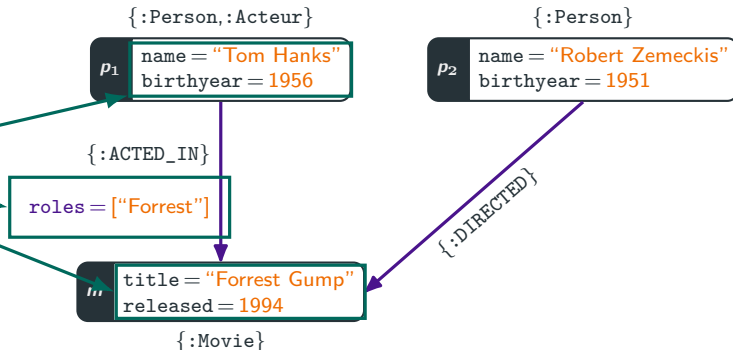 {:Person,:Acteur}
{:Person}
p₁
name = “Tom Hanks”
birthyear = 1956
p₂
name = “Robert Zemeckis”
birthyear = 1951
{:ACTED_IN}
roles = [“Forrest”]
{:DIRECTED}
m
title = “Forrest Gump”
released = 1994
{:Movie}